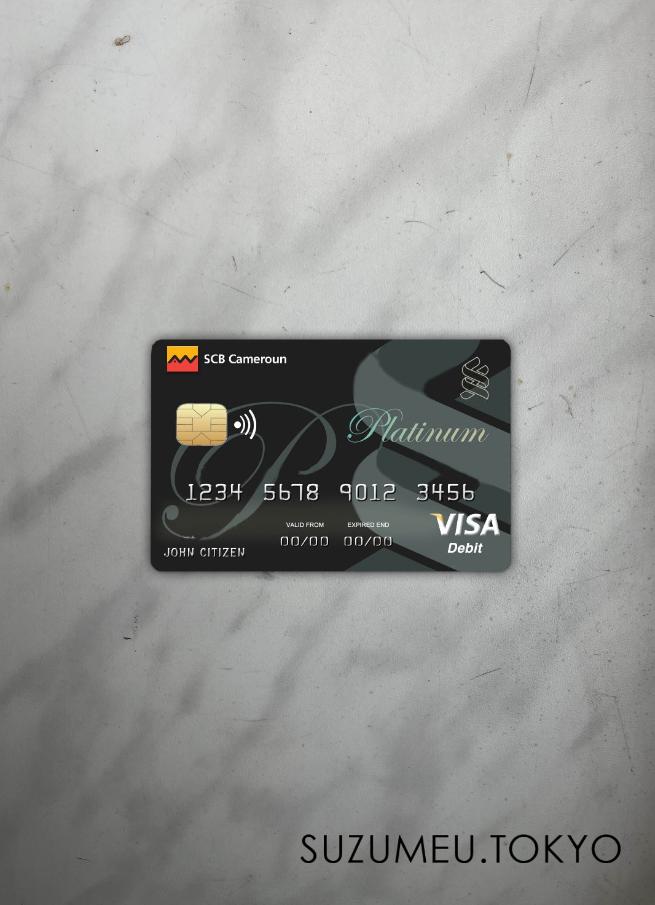 SCB Cameroun
Platinum
1234 5678 9012 3456
VALID FROM EXPIRED END
00/00 00/00
VISA
Debit
JOHN CITIZEN
SUZUMEU.TOKYO